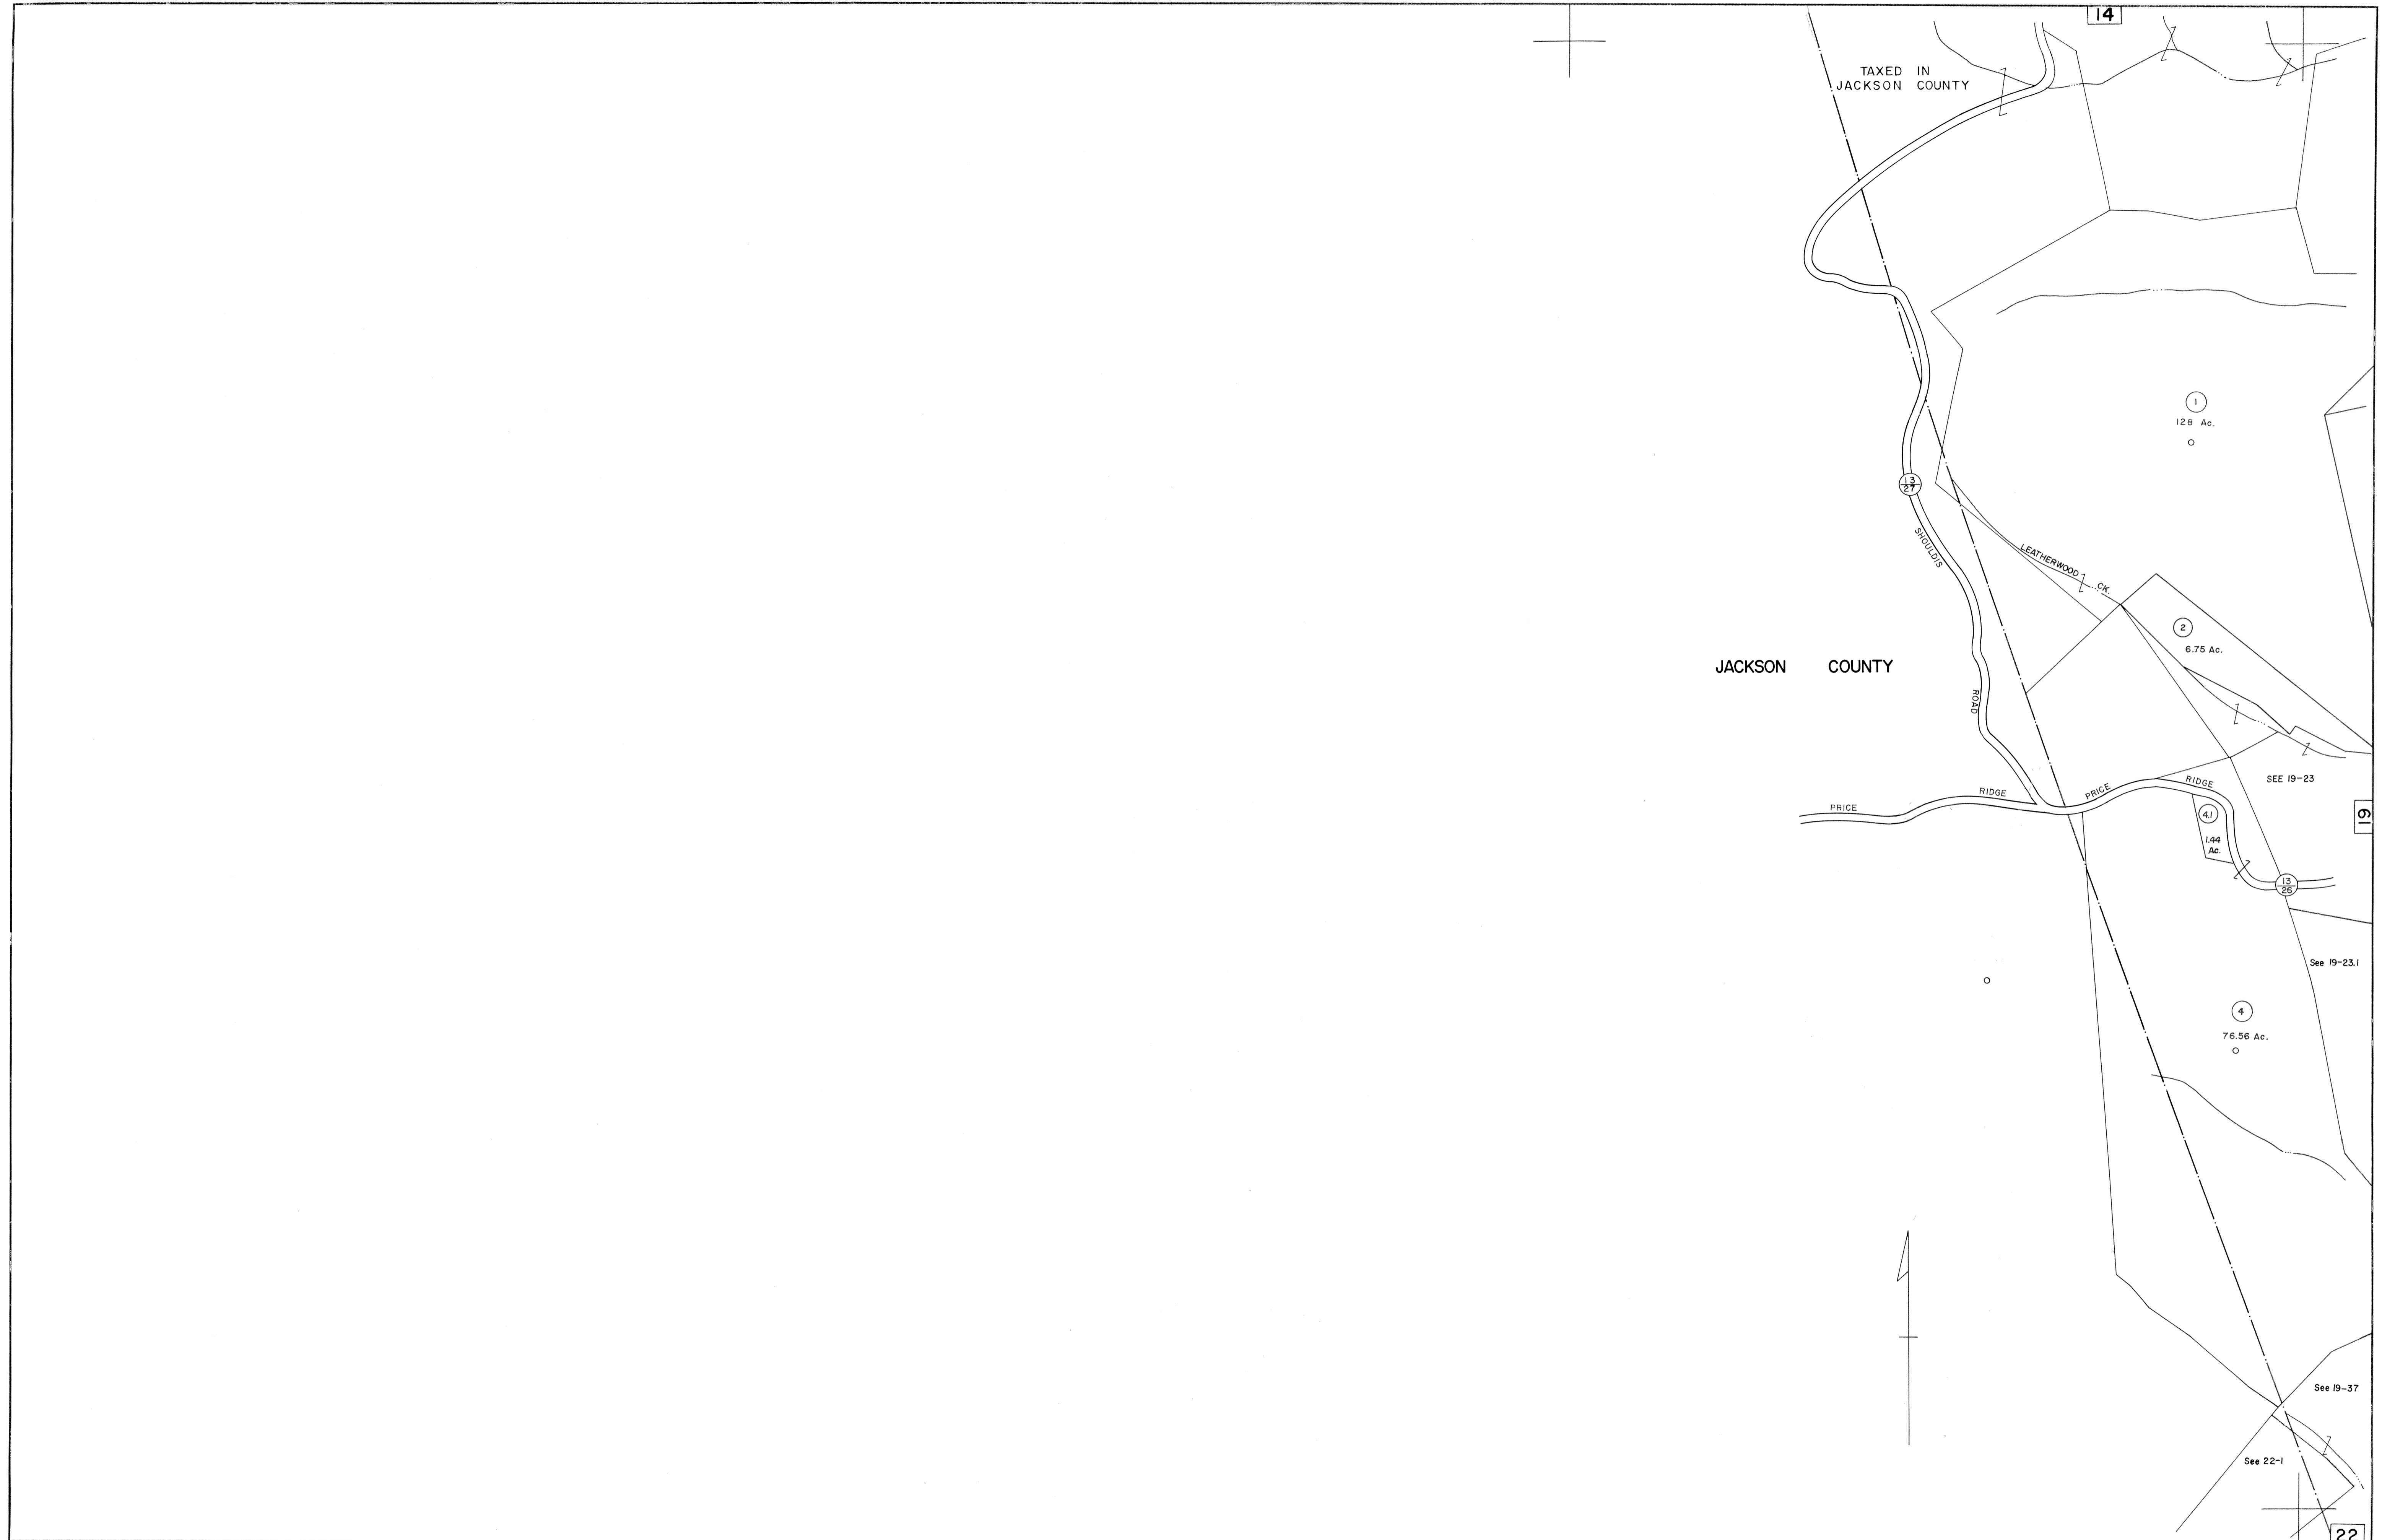 14
TAXED IN
JACKSON COUNTY
1
128 Ac.
13
27
SHOULDIS
ROAD
LEATHERWOOD CK.
2
6.75 Ac.
JACKSON COUNTY
SEE 19-23
PRICE RIDGE
PRICE RIDGE
4.1
1.44
Ac.
19
13
26
See 19-23.1
4
76.56 Ac.
See 19-37
See 22-1
22